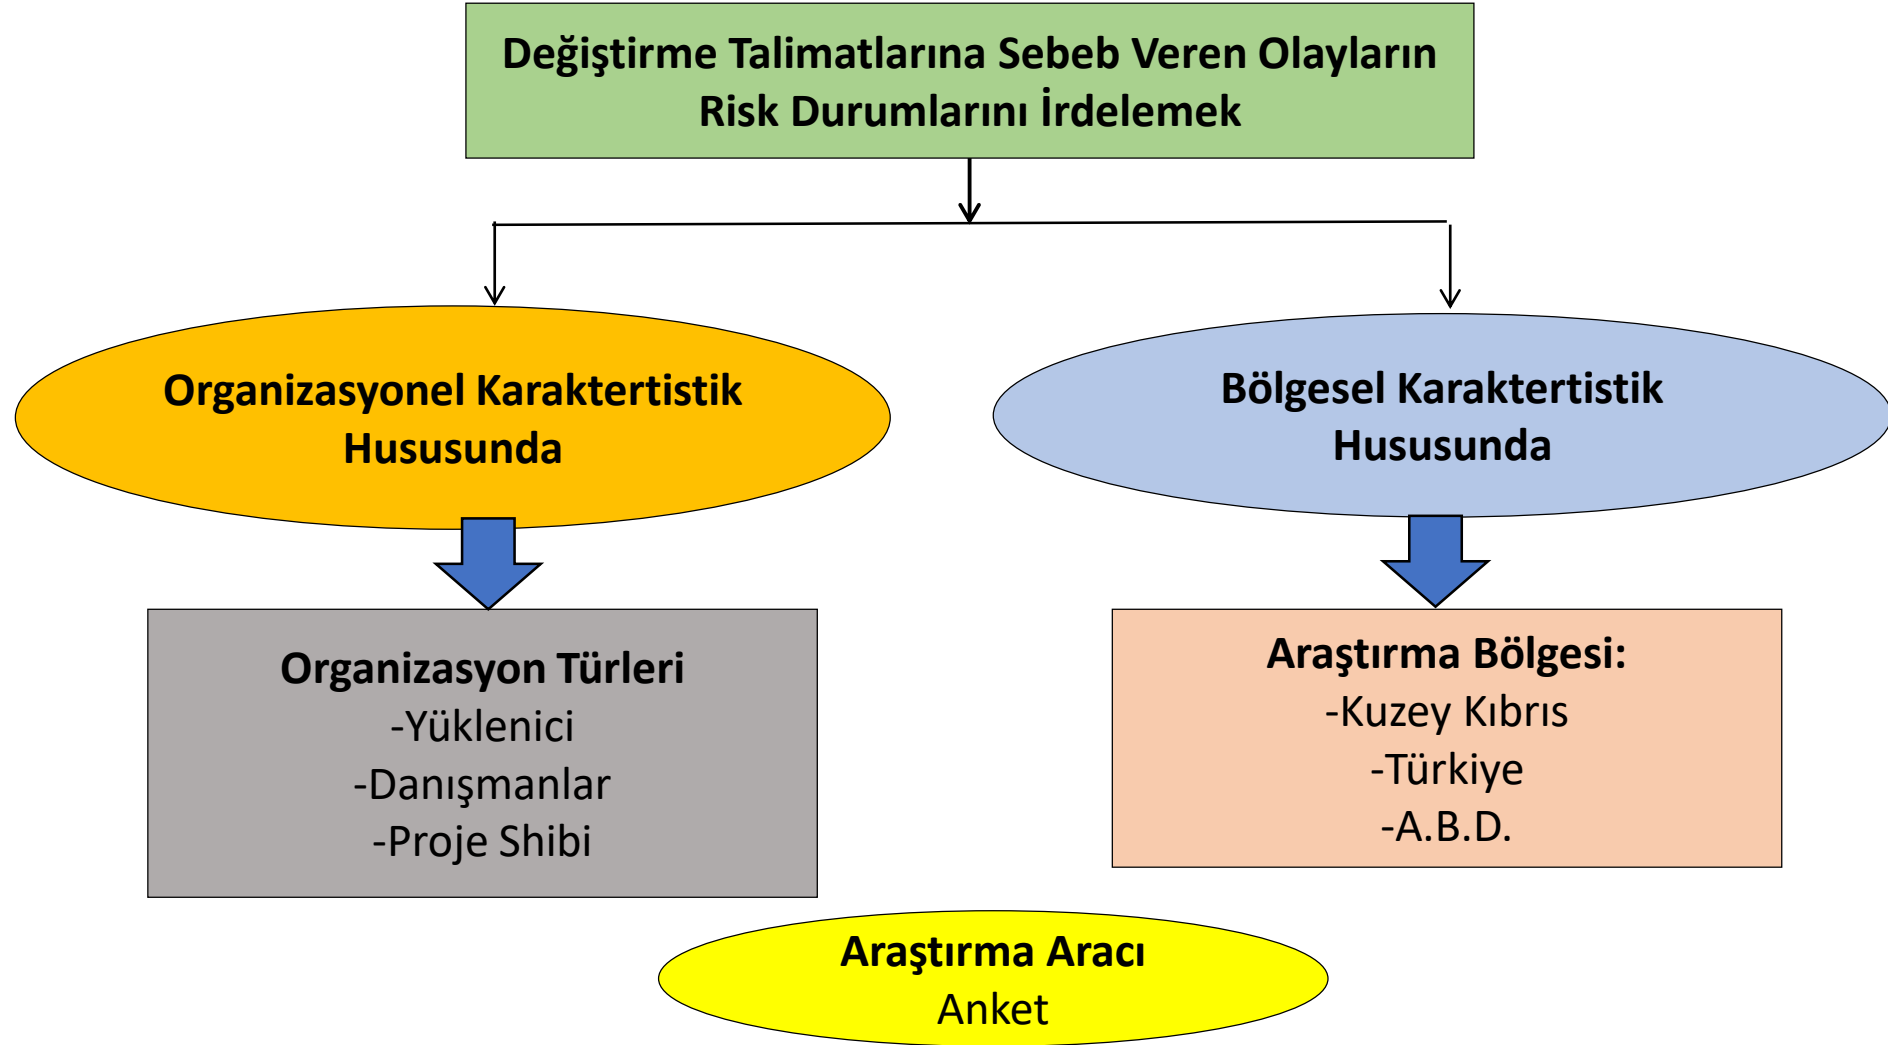 Değiştirme Talimatlarına Sebeb Veren Olayların
Risk Durumlarını İrdelemek
Organizasyonel Karaktertistik
Hususunda
Bölgesel Karaktertistik
Hususunda
Organizasyon Türleri
-Yüklenici
-Danışmanlar
-Proje Shibi
Araştırma Bölgesi:
-Kuzey Kıbrıs
-Türkiye
-A.B.D.
Araştırma Aracı
Anket